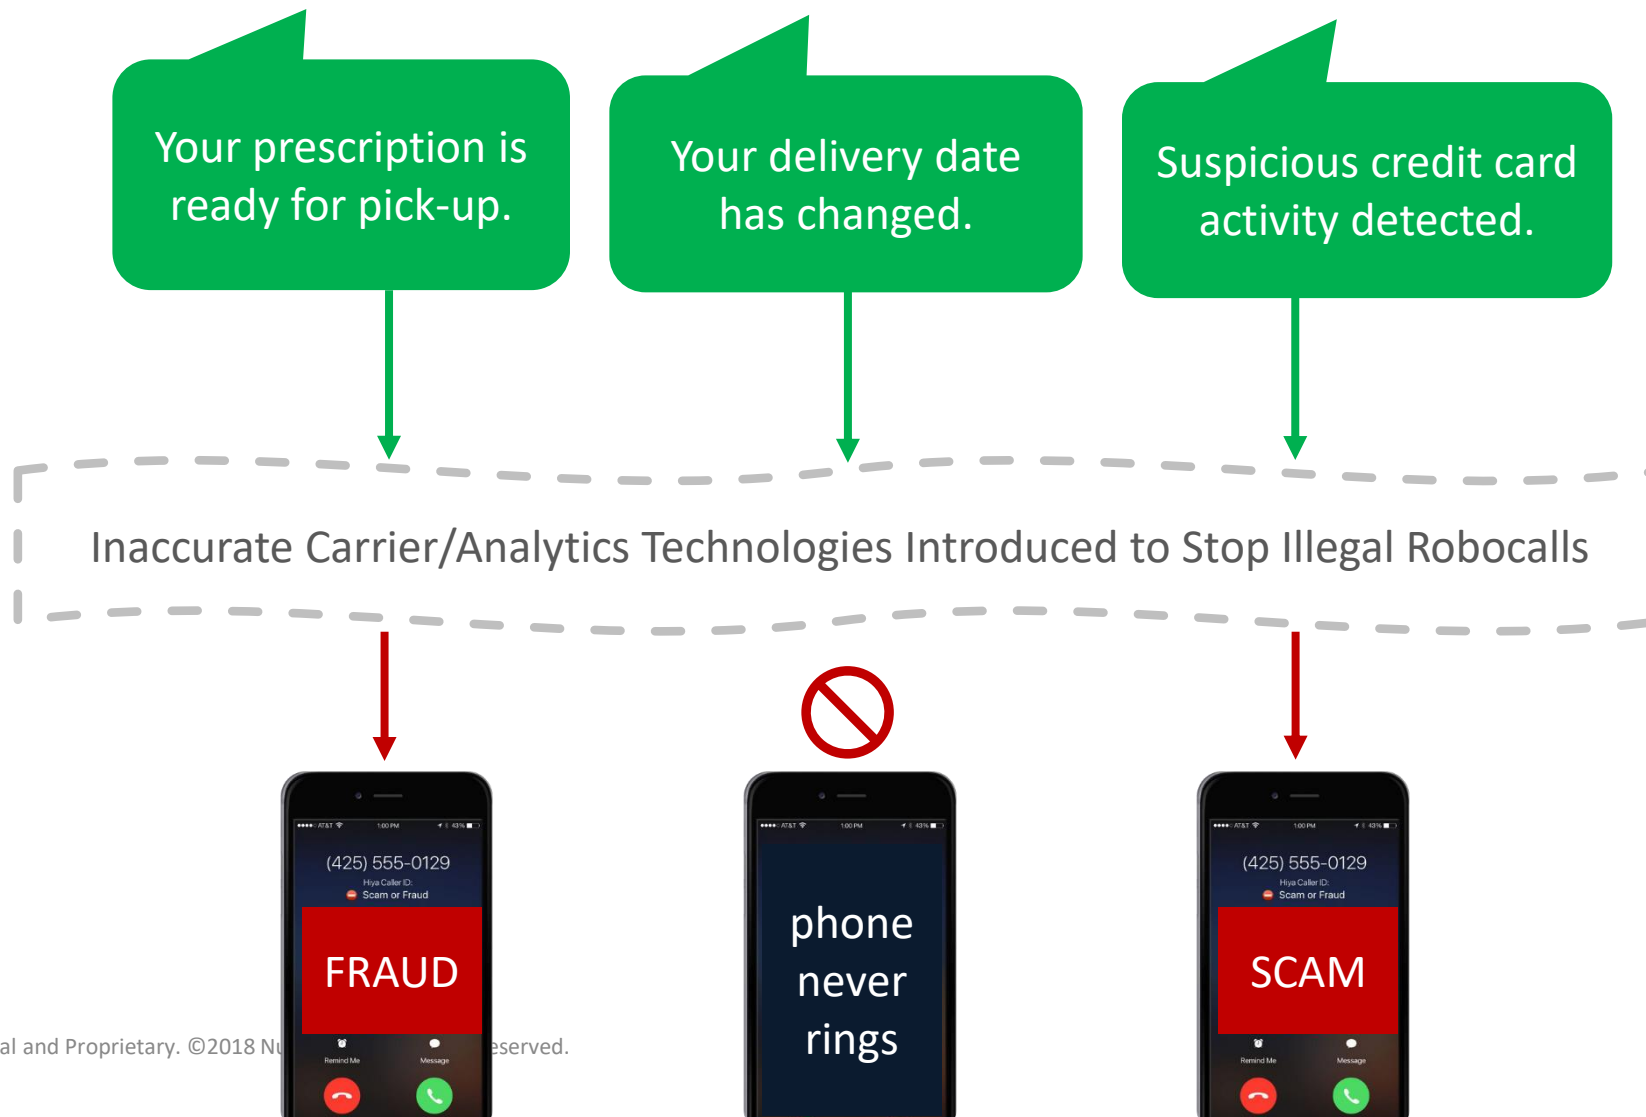 Your prescription is
ready for pick-up.
Your delivery date
has changed.
Suspicious credit card
activity detected.
Inaccurate Carrier/Analytics Technologies Introduced to Stop Illegal Robocalls
AT&T 1:00 PM 43%
(425) 555-0129
Hiya Caller ID:
Scam or Fraud
FRAUD
Remind Me Message
AT&T 1:00 PM 43%
phone
never
rings
AT&T 1:00 PM 43%
(425) 555-0129
Hiya Caller ID:
Scam or Fraud
SCAM
Remind Me Message
al and Proprietary. ©2018 Nu eserved.